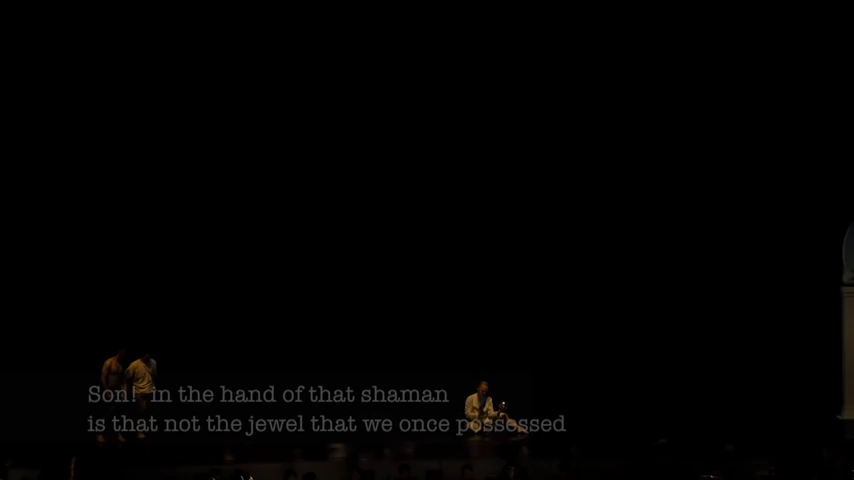 Son! in the hand of that shaman
is that not the jewel that we once possessed